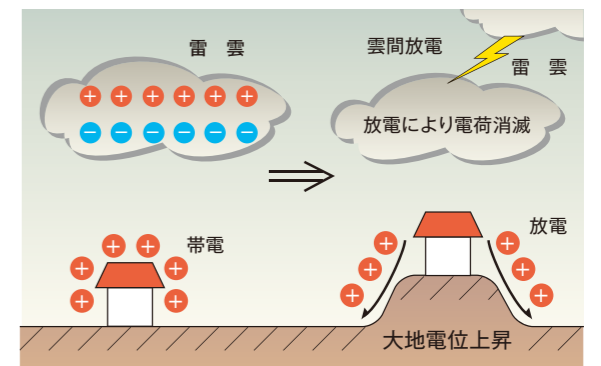 雷 雲
帯電
雲間放電
雷 雲
放電により電荷消滅
放電
大地電位上昇